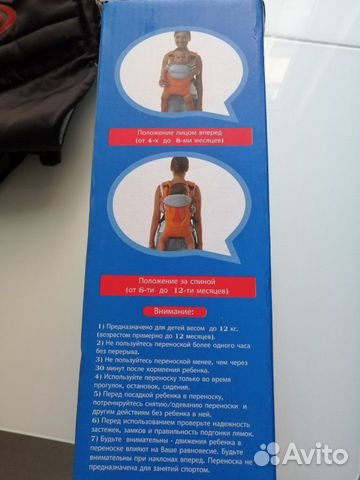 Положение лицом вперед
(от 4-х до 8-ми месяцев)
Положение за спиной
(от 6-ти до 12-ти месяцев)
Внимание:
1) Предназначено для детей весом до 12 кг.
(возрастом примерно до 12 месяцев).
2) Не пользуйтесь переноской более одного часа
без перерыва.
3) Не пользуйтесь переноской менее, чем через
30 минут после кормления ребенка.
4) Используйте переноску только во время
прогулок, остановок, сидения.
5) Перед посадкой ребенка в переноску,
потренируйтесь снятию/одеванию переноски и
другим действиям без ребенка в ней.
6) Перед использованием проверьте надежность
застежек, замков и правильность подгонки лямок.
7) Будьте внимательны - движения ребенка в
переноске влияют на Ваше равновесие. Будьте
внимательны при наклонах вперед. Переноска не
предназначена для занятий спортом.
Avito